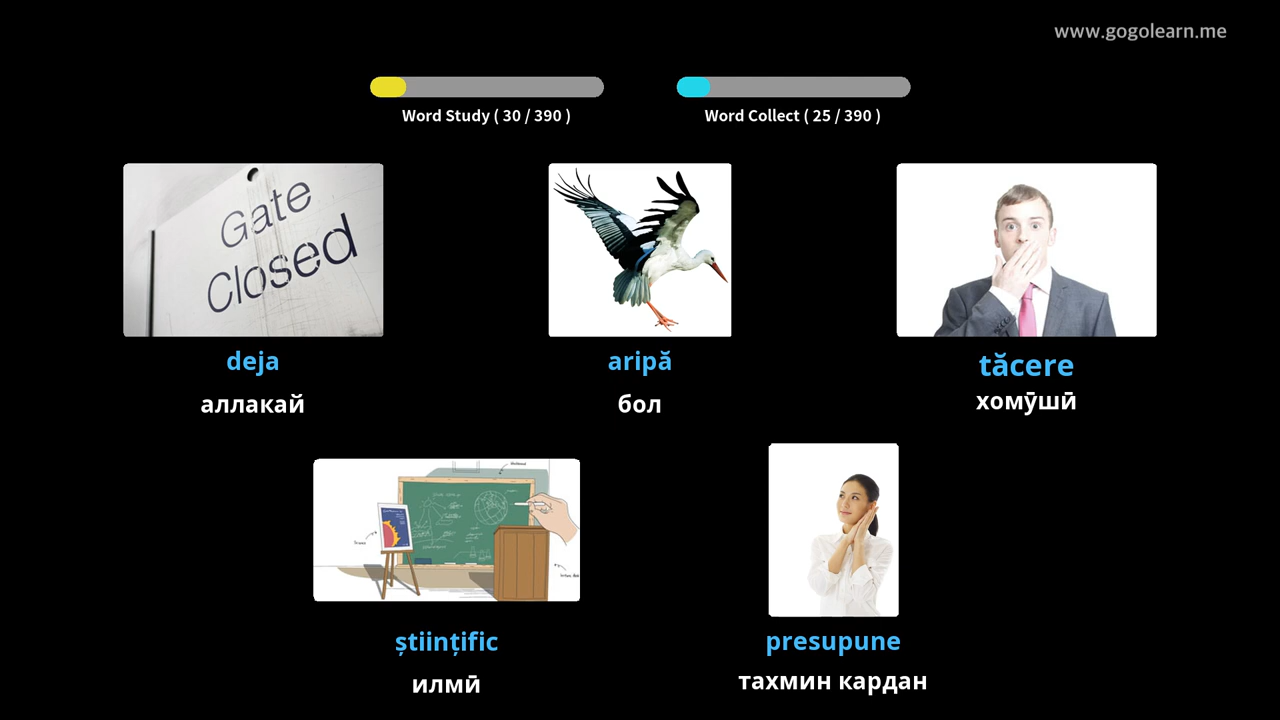 www.gogolearn.me
Word Study ( 30 / 390 )
Word Collect ( 25 / 390 )
Gate
Closed
deja
аллакай
aripă
бол
tăcere
хомӯшӣ
științific
илмӣ
presupune
тахмин кардан